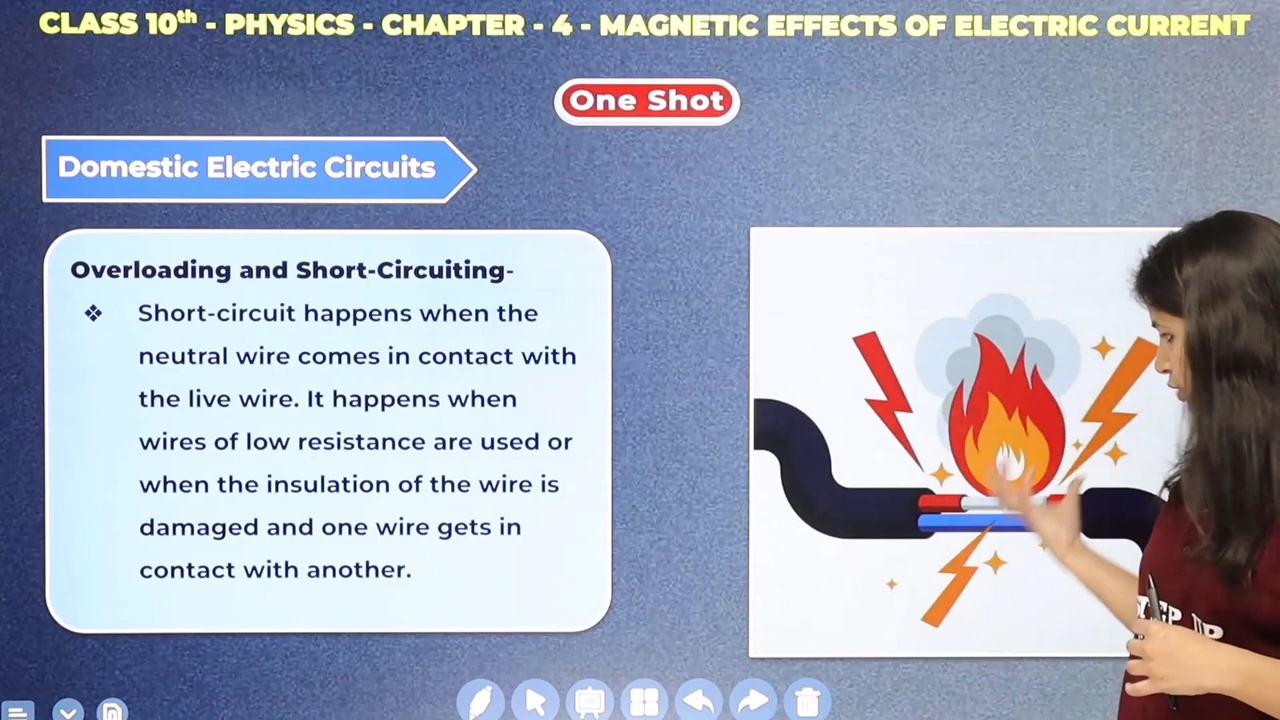 CLASS 10th - PHYSICS - CHAPTER - 4 - MAGNETIC EFFECTS OF ELECTRIC CURRENT
One Shot
Domestic Electric Circuits
Overloading and Short-Circuiting-
❖ Short-circuit happens when the
neutral wire comes in contact with
the live wire. It happens when
wires of low resistance are used or
when the insulation of the wire is
damaged and one wire gets in
contact with another.
UP